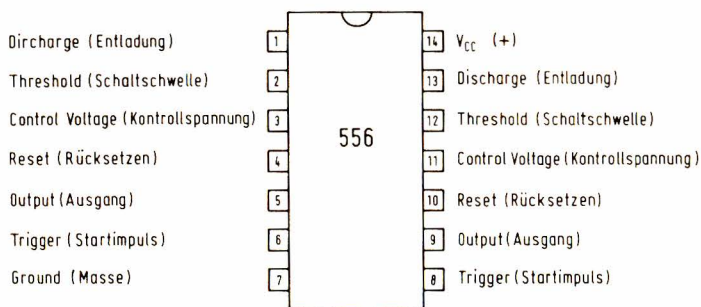 Dircharge (Entladung) 1
Threshold (Schaltschwelle) 2
Control Voltage (Kontrollspannung) 3
Reset (Rücksetzen) 4
Output (Ausgang) 5
Trigger (Startimpuls) 6
Ground (Masse) 7
556
14 VCC (+)
13 Discharge (Entladung)
12 Threshold (Schaltschwelle)
11 Control Voltage (Kontrollspannung)
10 Reset (Rücksetzen)
9 Output (Ausgang)
8 Trigger (Startimpuls)